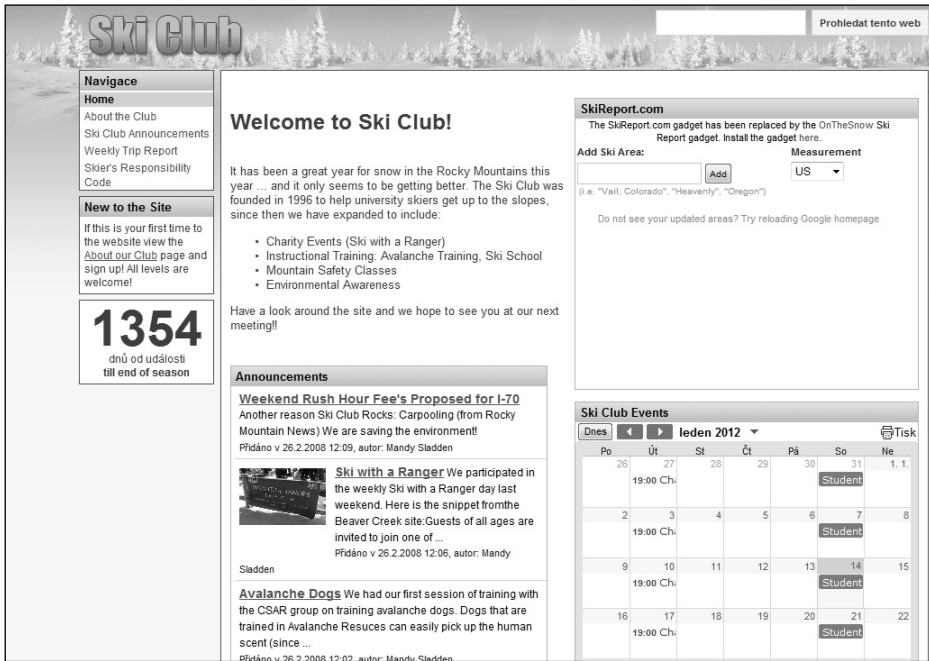 Ski Club
Prohledat tento web
Navigace
Home
About the Club
Ski Club Announcements
Weekly Trip Report
Skier's Responsibility
Code
New to the Site
If this is your first time to
the website view the
About our Club page and
sign up! All levels are
welcome!
1354
dnů od události
till end of season
Welcome to Ski Club!
It has been a great year for snow in the Rocky Mountains this
year ... and it only seems to be getting better. The Ski Club was
founded in 1996 to help university skiers get up to the slopes,
since then we have expanded to include:
• Charity Events (Ski with a Ranger)
• Instructional Training: Avalanche Training, Ski School
• Mountain Safety Classes
• Environmental Awareness
Have a look around the site and we hope to see you at our next
meeting!!
Announcements
Weekend Rush Hour Fee's Proposed for I-70
Another reason Ski Club Rocks: Carpooling (from Rocky
Mountain News) We are saving the environment!
Přidáno v 26.2.2008 12:09, autor: Mandy Sladden
Ski with a Ranger We participated in
the weekly Ski with a Ranger day last
weekend. Here is the snippet fromthe
Beaver Creek site:Guests of all ages are
invited to join one of ...
Přidáno v 26.2.2008 12:06, autor: Mandy
Sladden
Avalanche Dogs We had our first session of training with
the CSAR group on training avalanche dogs. Dogs that are
trained in Avalanche Resuces can easily pick up the human
scent (since ...
Přidáno v 26.2.2008 12:02, autor: Mandy Sladden
SkiReport.com
The SkiReport.com gadget has been replaced by the OnTheSnow Ski
Report gadget. Install the gadget here.
Add Ski Area: Measurement
Add US
(i.e. "Vail, Colorado", "Heavenly", "Oregon")
Do not see your updated areas? Try reloading Google homepage
Ski Club Events
Dnes leden 2012 Tisk
Po Út St Čt Pá So Ne
26 27 28 29 30 31 1. 1.
19:00 Cha Student
2 3 4 5 6 7 8
19:00 Cha Student
9 10 11 12 13 14 15
19:00 Cha Student
16 17 18 19 20 21 22
19:00 Cha Student